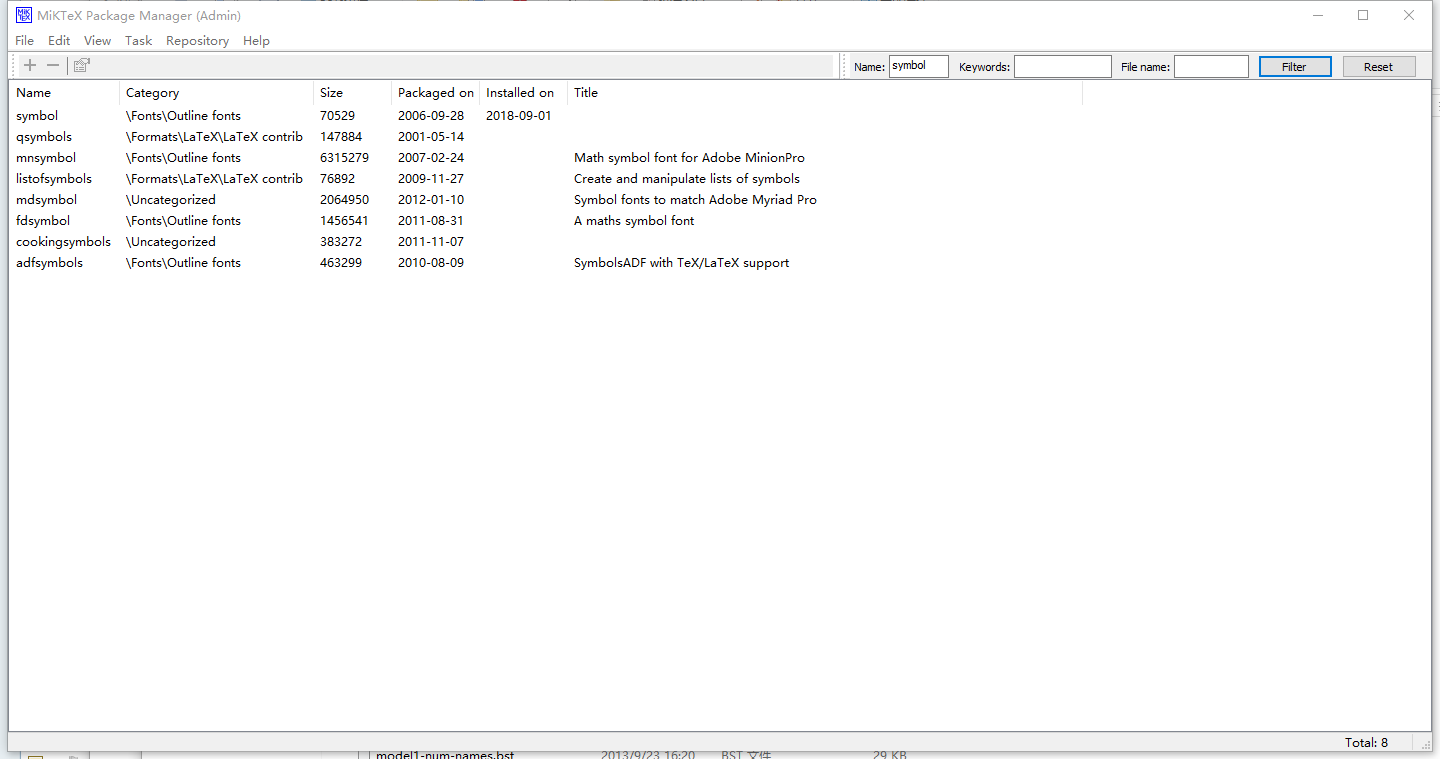 MiKTeX Package Manager (Admin)
File Edit View Task Repository Help
Name: symbol Keywords: File name: Filter Reset
Name Category Size Packaged on Installed on Title
symbol \Fonts\Outline fonts 70529 2006-09-28 2018-09-01
qsymbols \Formats\LaTeX\LaTeX contrib 147884 2001-05-14
mnsymbol \Fonts\Outline fonts 6315279 2007-02-24 Math symbol font for Adobe MinionPro
listofsymbols \Formats\LaTeX\LaTeX contrib 76892 2009-11-27 Create and manipulate lists of symbols
mdsymbol \Uncategorized 2064950 2012-01-10 Symbol fonts to match Adobe Myriad Pro
fdsymbol \Fonts\Outline fonts 1456541 2011-08-31 A maths symbol font
cookingsymbols \Uncategorized 383272 2011-11-07
adfsymbols \Fonts\Outline fonts 463299 2010-08-09 SymbolsADF with TeX/LaTeX support
Total: 8
model1-num-names.bst 2013/9/23 16:20 BST 文件 29 KB